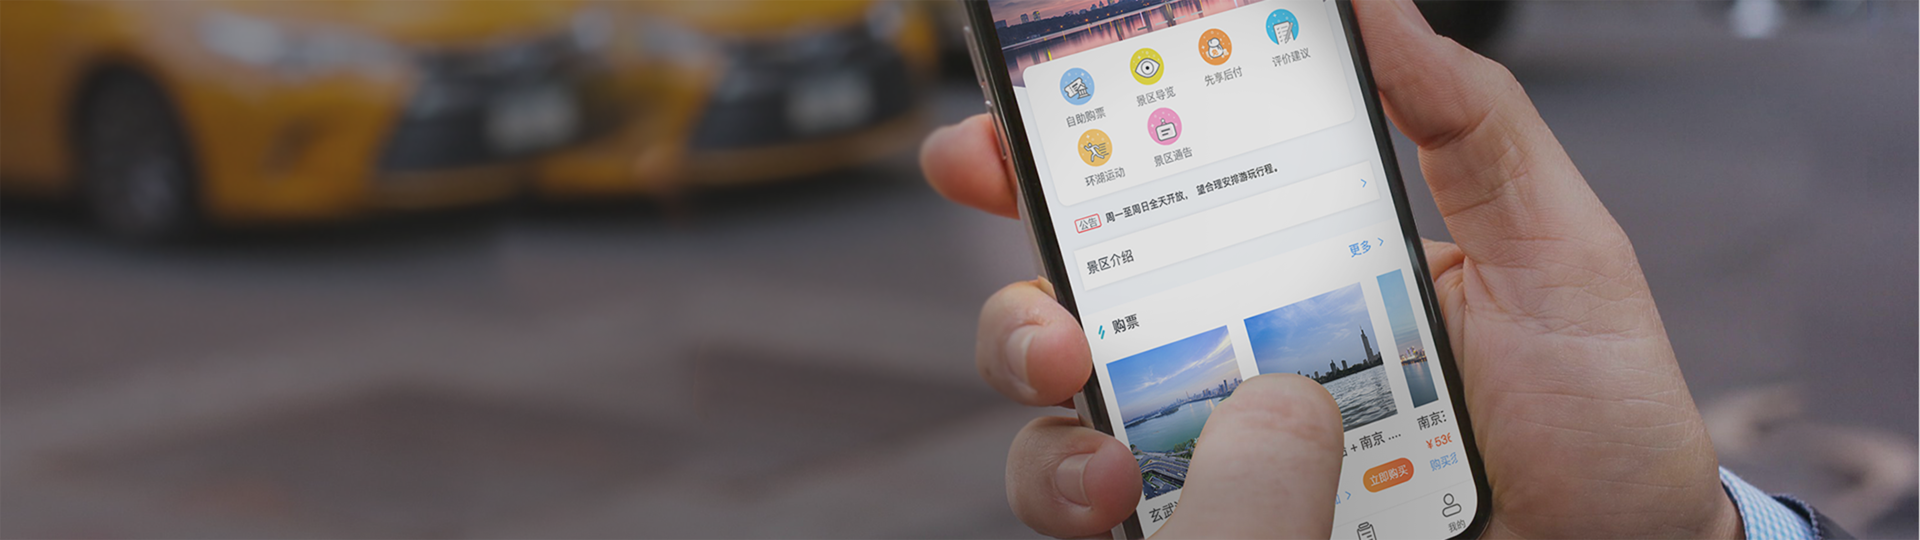 自助购票
景区导览
先享后付
评价建议
环湖运动
景区通告
公告 周一至周日全天开放， 望合理安排游玩行程。
景区介绍
更多
购票
玄武
+ 南京 ....
立即购买
南京
¥536
购买
我的